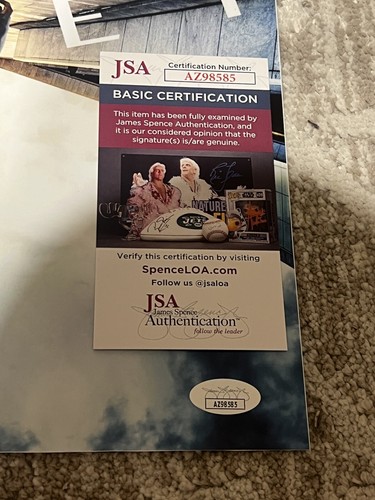 E
JSA
Certification Number:
AZ98585
BASIC CERTIFICATION
This item has been fully examined by
James Spence Authentication, and
it is our considered opinion that the
signature(s) is/are genuine.
NATURE
JETS
Verify this certification by visiting
SpenceLOA.com
Follow us @jsaloa
JSA
James Spence
Authentication
follow the leader
AZ98585